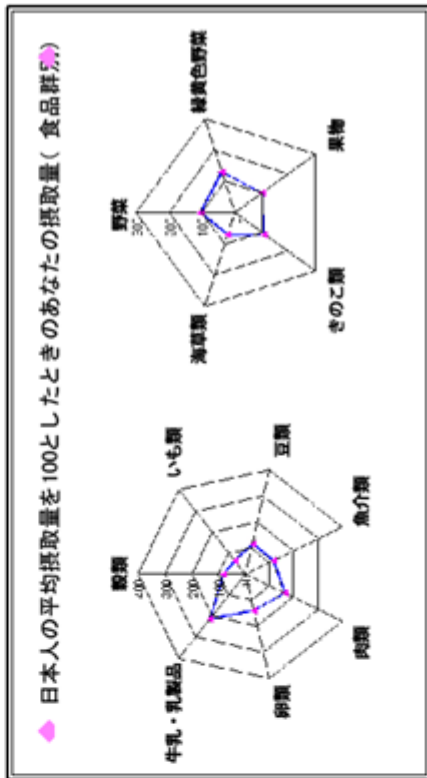 日本人の平均摂取量を100としたときのあなたの摂取量(食品群別)
穀類
いも類
豆類
魚介類
肉類
卵類
牛乳・乳製品
400
300
200
100
野菜
緑黄色野菜
果物
きのこ類
海草類
300
200
100